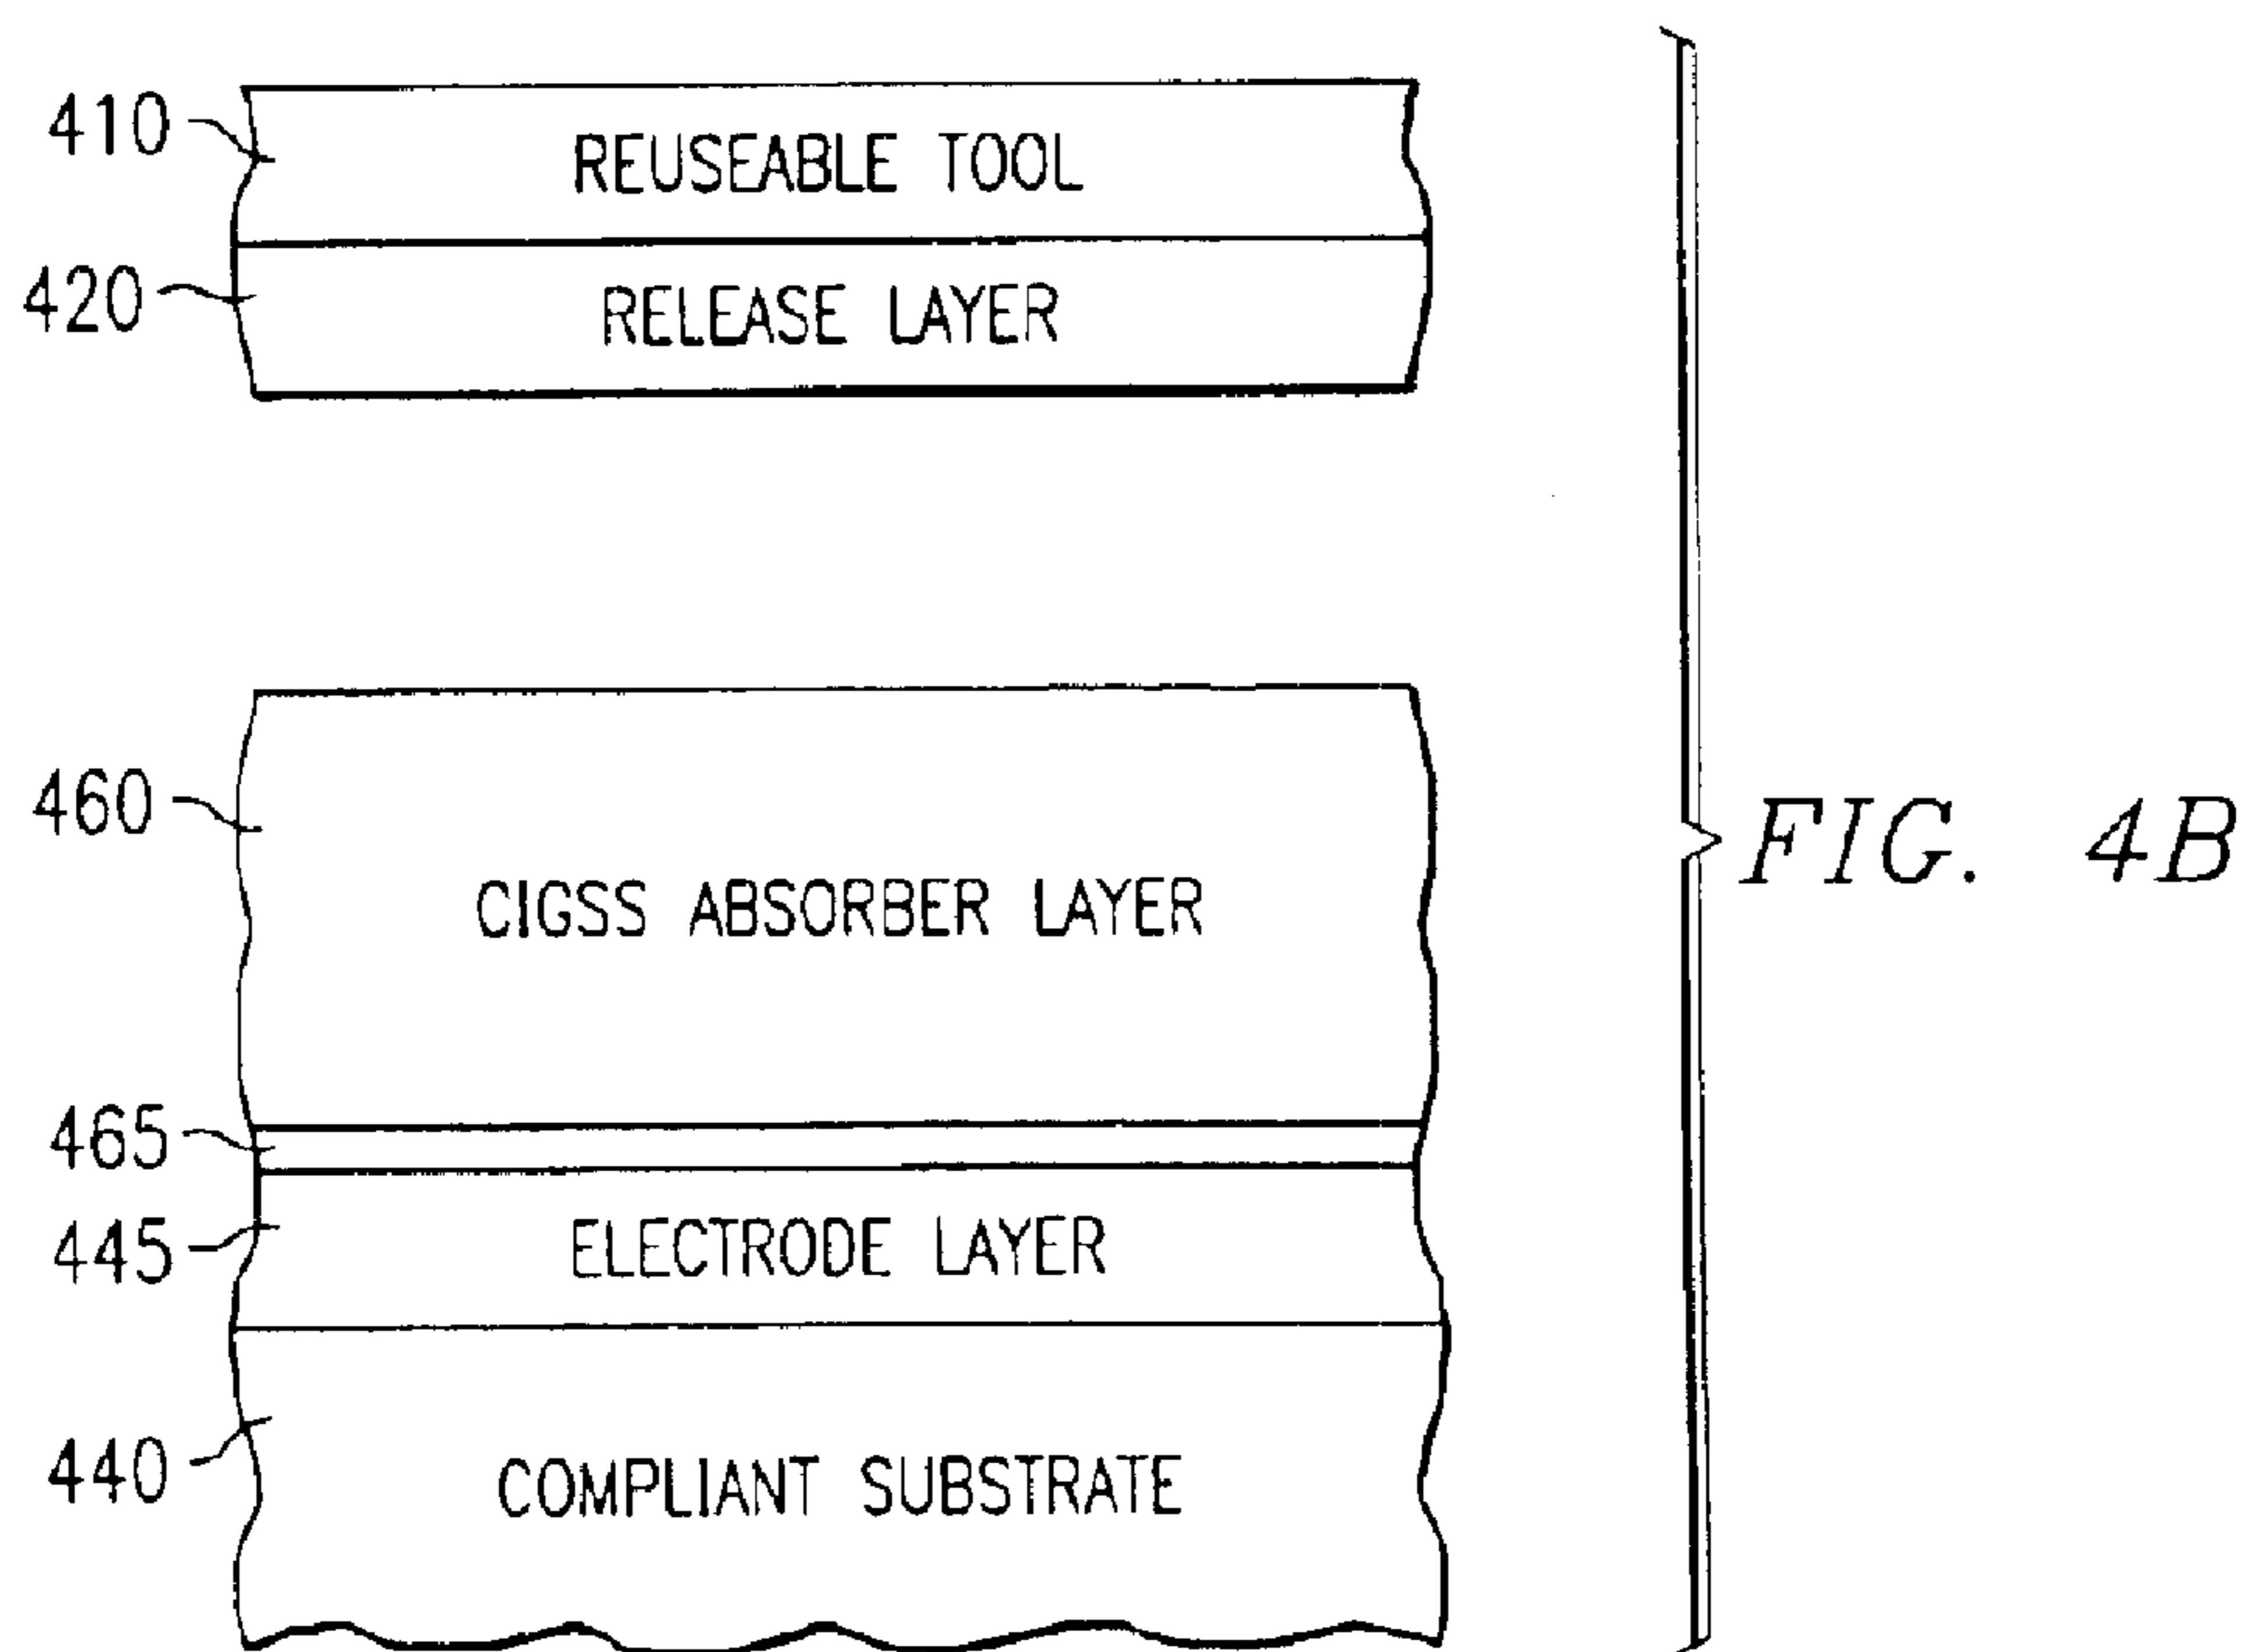 410
REUSEABLE TOOL
420
RELEASE LAYER
460
CIGSS ABSORBER LAYER
465
445
ELECTRODE LAYER
440
COMPLIANT SUBSTRATE
FIG. 4B